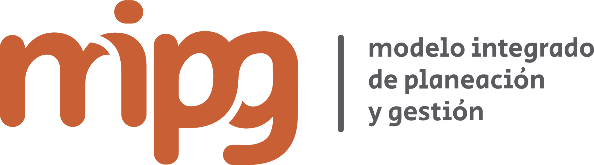 mipg
modelo integrado
de planeación
y gestión